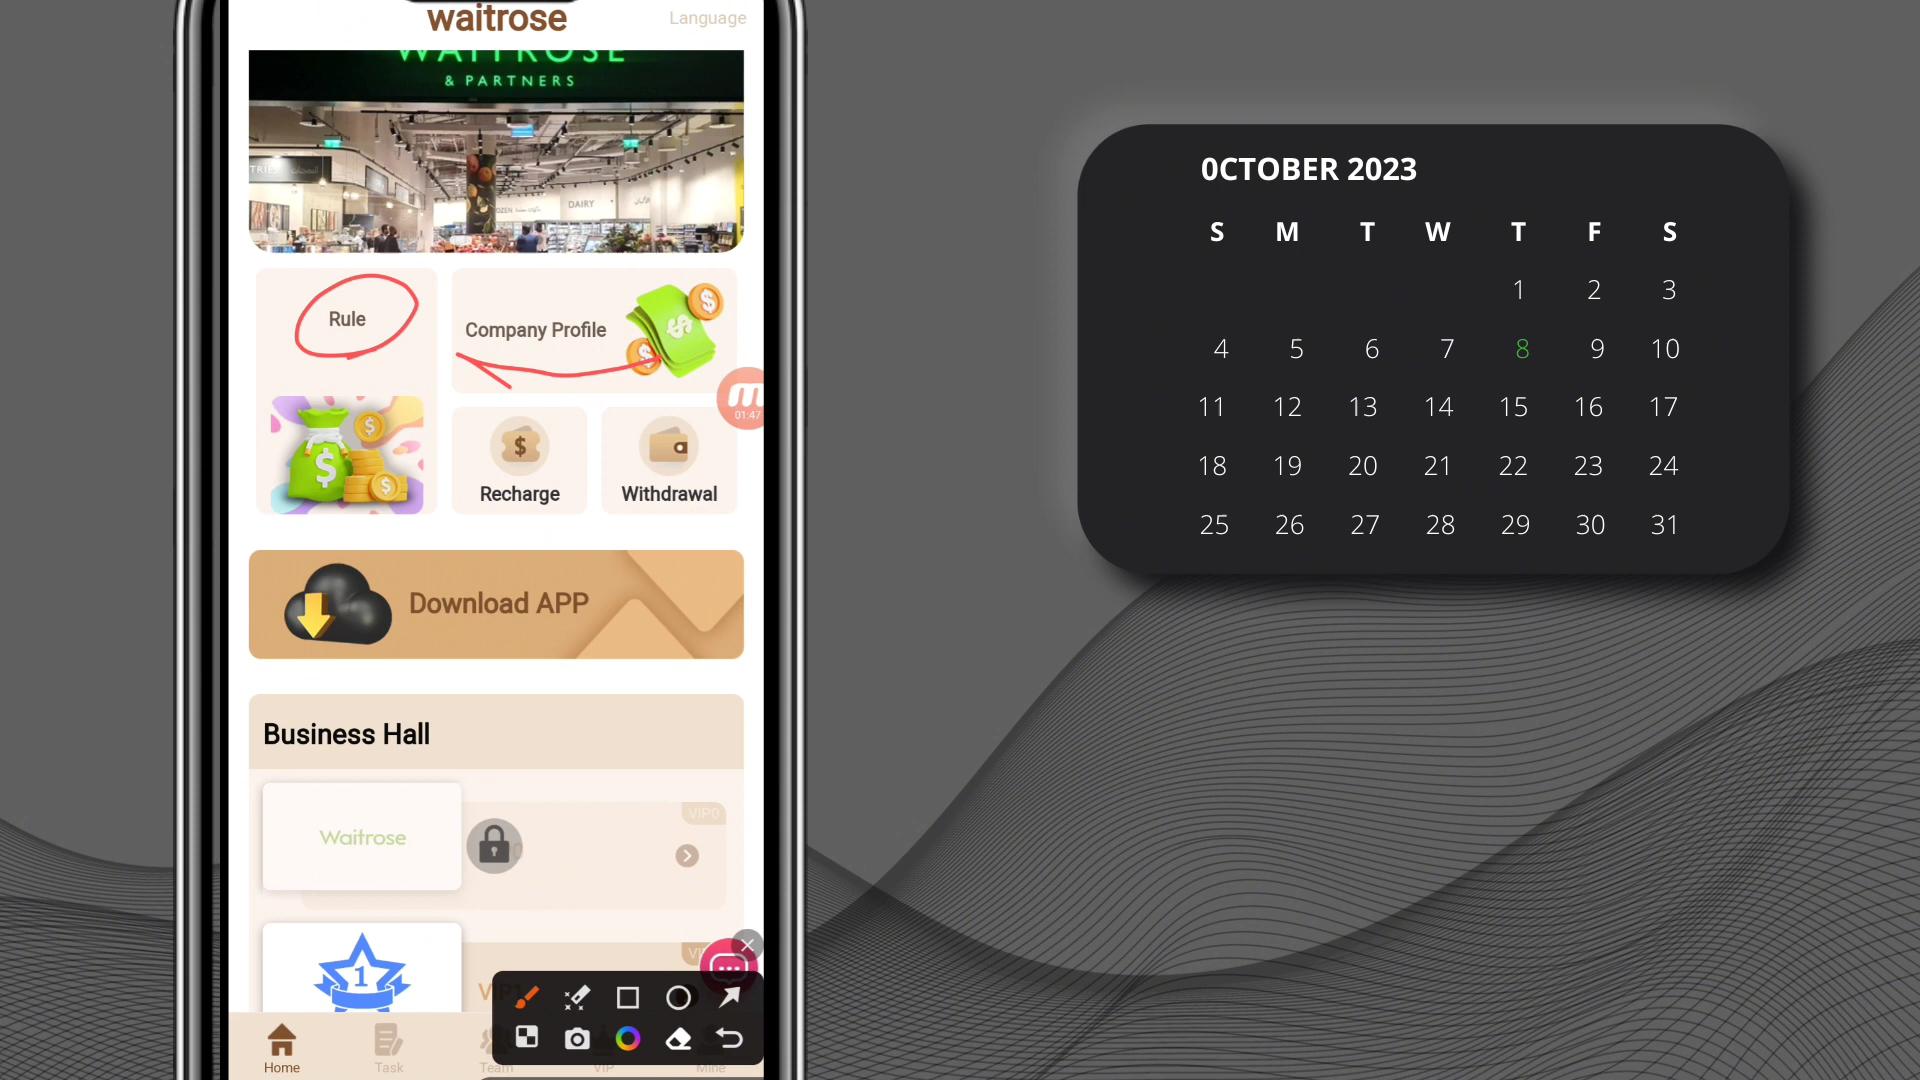 waitrose
Language
WAITROSE
& PARTNERS
DAIRY
Rule
Company Profile
01:47
Recharge
Withdrawal
Download APP
Business Hall
VIP0
Waitrose
1
Home
Task
Team
VIP
Mine
0CTOBER 2023
S M T W T F S
1 2 3
4 5 6 7 8 9 10
11 12 13 14 15 16 17
18 19 20 21 22 23 24
25 26 27 28 29 30 31